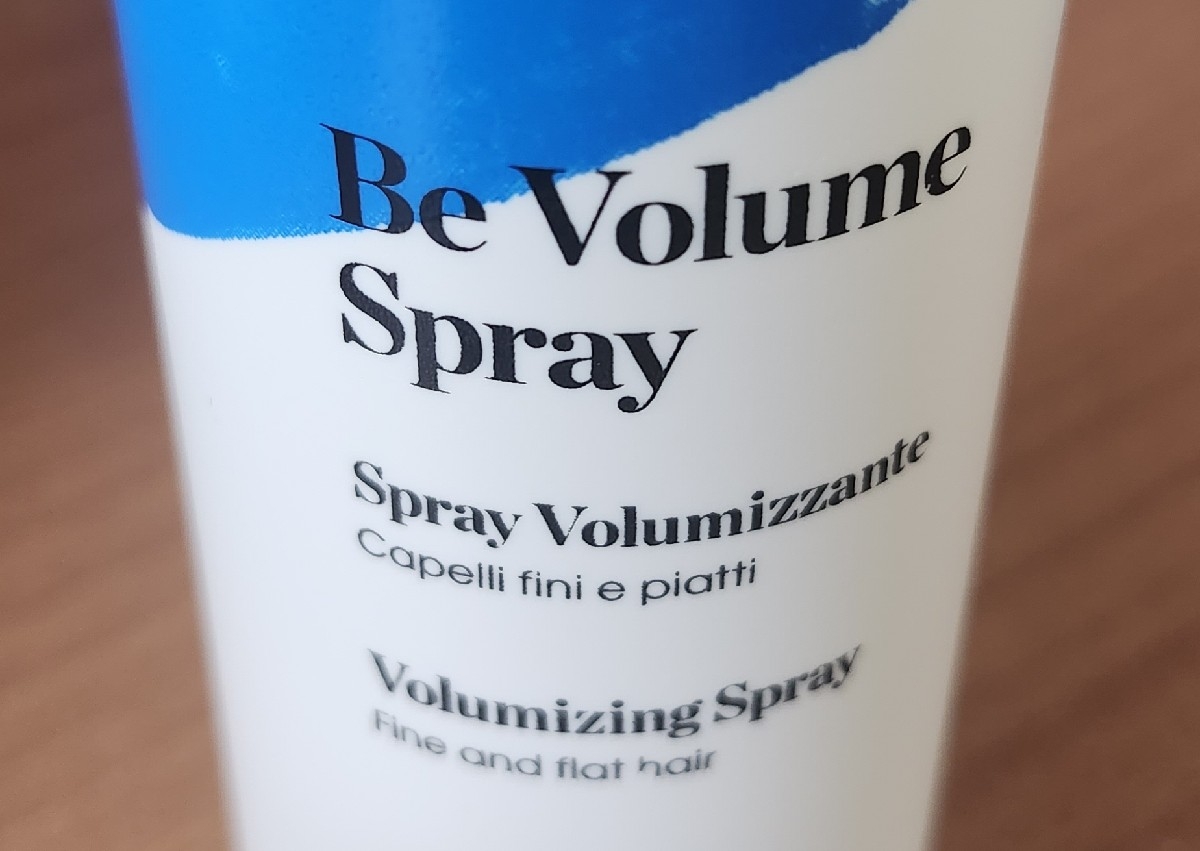 Be Volume
Spray
Spray Volumizzante
Capelli fini e piatti
Volumizing Spray
Fine and flat hair